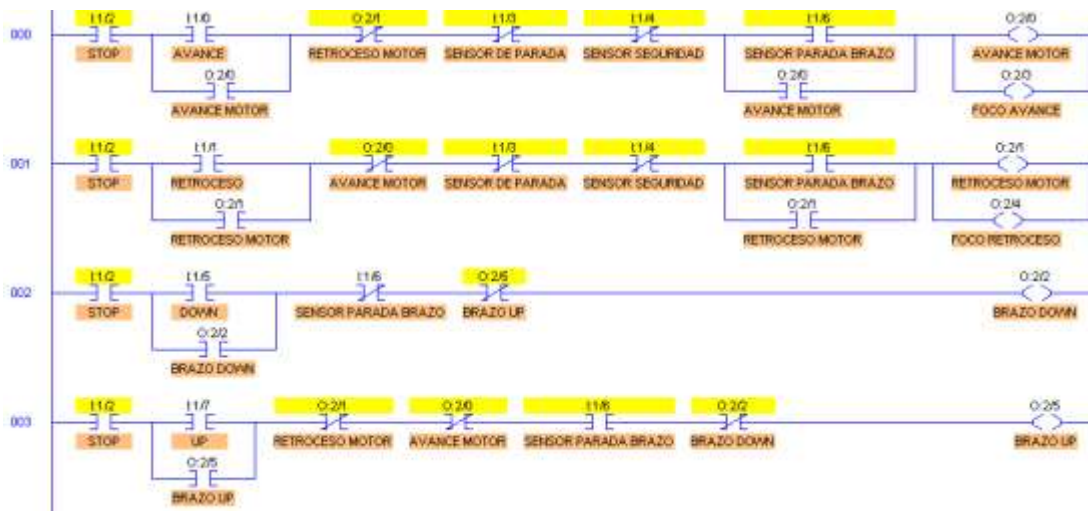 I:1/2 I:1/0 O:2/1 I:1/3 I:1/4 I:1/6 O:2/0
000
STOP AVANCE RETROCESO MOTOR SENSOR DE PARADA SENSOR SEGURIDAD SENSOR PARADA BRAZO AVANCE MOTOR
O:2/0 O:2/0 O:2/3
AVANCE MOTOR AVANCE MOTOR FOCO AVANCE
I:1/2 I:1/1 O:2/0 I:1/3 I:1/4 I:1/6 O:2/1
001
STOP RETROCESO AVANCE MOTOR SENSOR DE PARADA SENSOR SEGURIDAD SENSOR PARADA BRAZO RETROCESO MOTOR
O:2/1 O:2/1 O:2/4
RETROCESO MOTOR RETROCESO MOTOR FOCO RETROCESO
I:1/2 I:1/5 I:1/6 O:2/5 O:2/2
002
STOP DOWN SENSOR PARADA BRAZO BRAZO UP BRAZO DOWN
O:2/2
BRAZO DOWN
I:1/2 I:1/7 O:2/1 O:2/0 I:1/6 O:2/2 O:2/5
003
STOP UP RETROCESO MOTOR AVANCE MOTOR SENSOR PARADA BRAZO BRAZO DOWN BRAZO UP
O:2/5
BRAZO UP